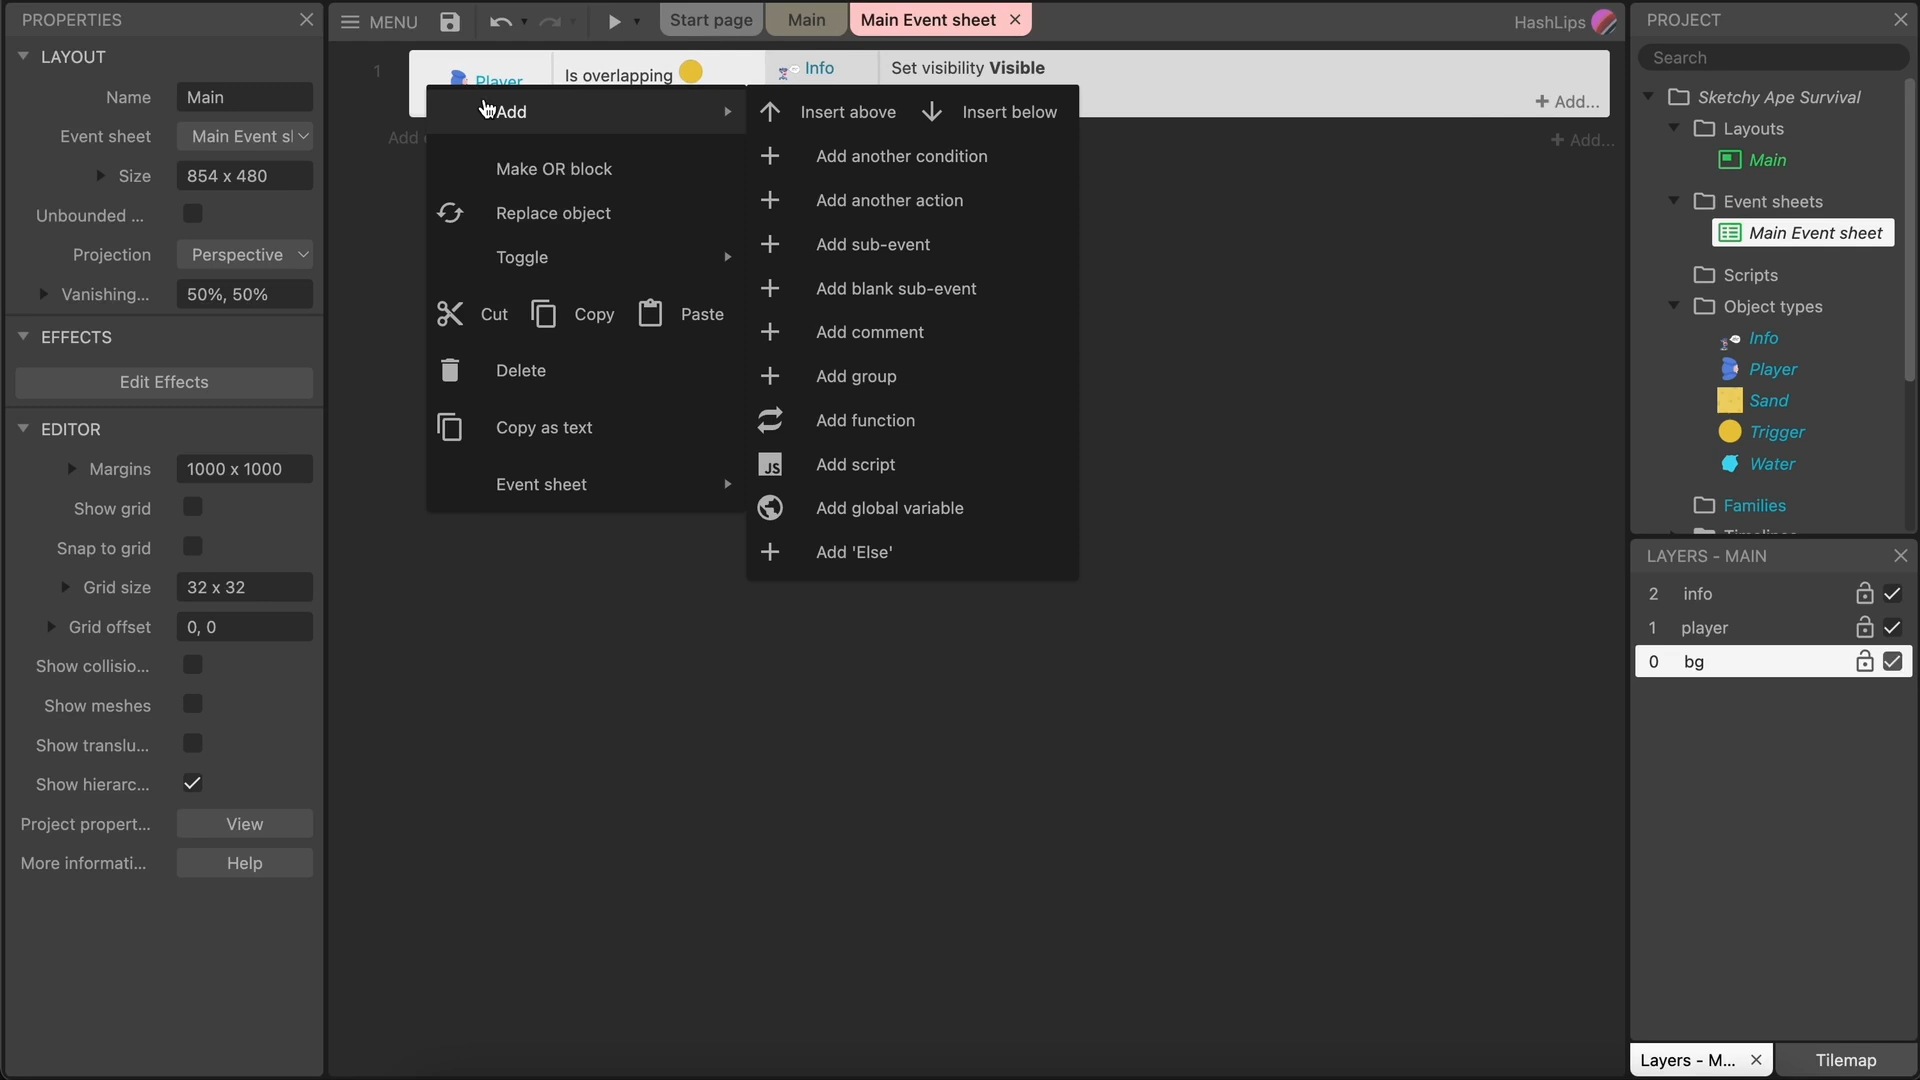 PROPERTIES
LAYOUT
Name Main
Event sheet Main Event sl
Size 854 x 480
Unbounded ...
Projection Perspective
Vanishing... 50%, 50%
EFFECTS
Edit Effects
EDITOR
Margins 1000 x 1000
Show grid
Snap to grid
Grid size 32 x 32
Grid offset 0, 0
Show collisio...
Show meshes
Show translu...
Show hierarc...
Project propert... View
More informati... Help
MENU
Start page
Main
Main Event sheet
HashLips
1
Player Is overlapping
Info Set visibility Visible
+ Add...
Add
+ Add...
Add
Make OR block
Replace object
Toggle
Cut Copy Paste
Delete
Copy as text
Event sheet
Insert above Insert below
Add another condition
Add another action
Add sub-event
Add blank sub-event
Add comment
Add group
Add function
JS Add script
Add global variable
Add 'Else'
PROJECT
Search
Sketchy Ape Survival
Layouts
Main
Event sheets
Main Event sheet
Scripts
Object types
Info
Player
Sand
Trigger
Water
Families
Timelines
LAYERS - MAIN
2 info
1 player
0 bg
Layers - M...
Tilemap